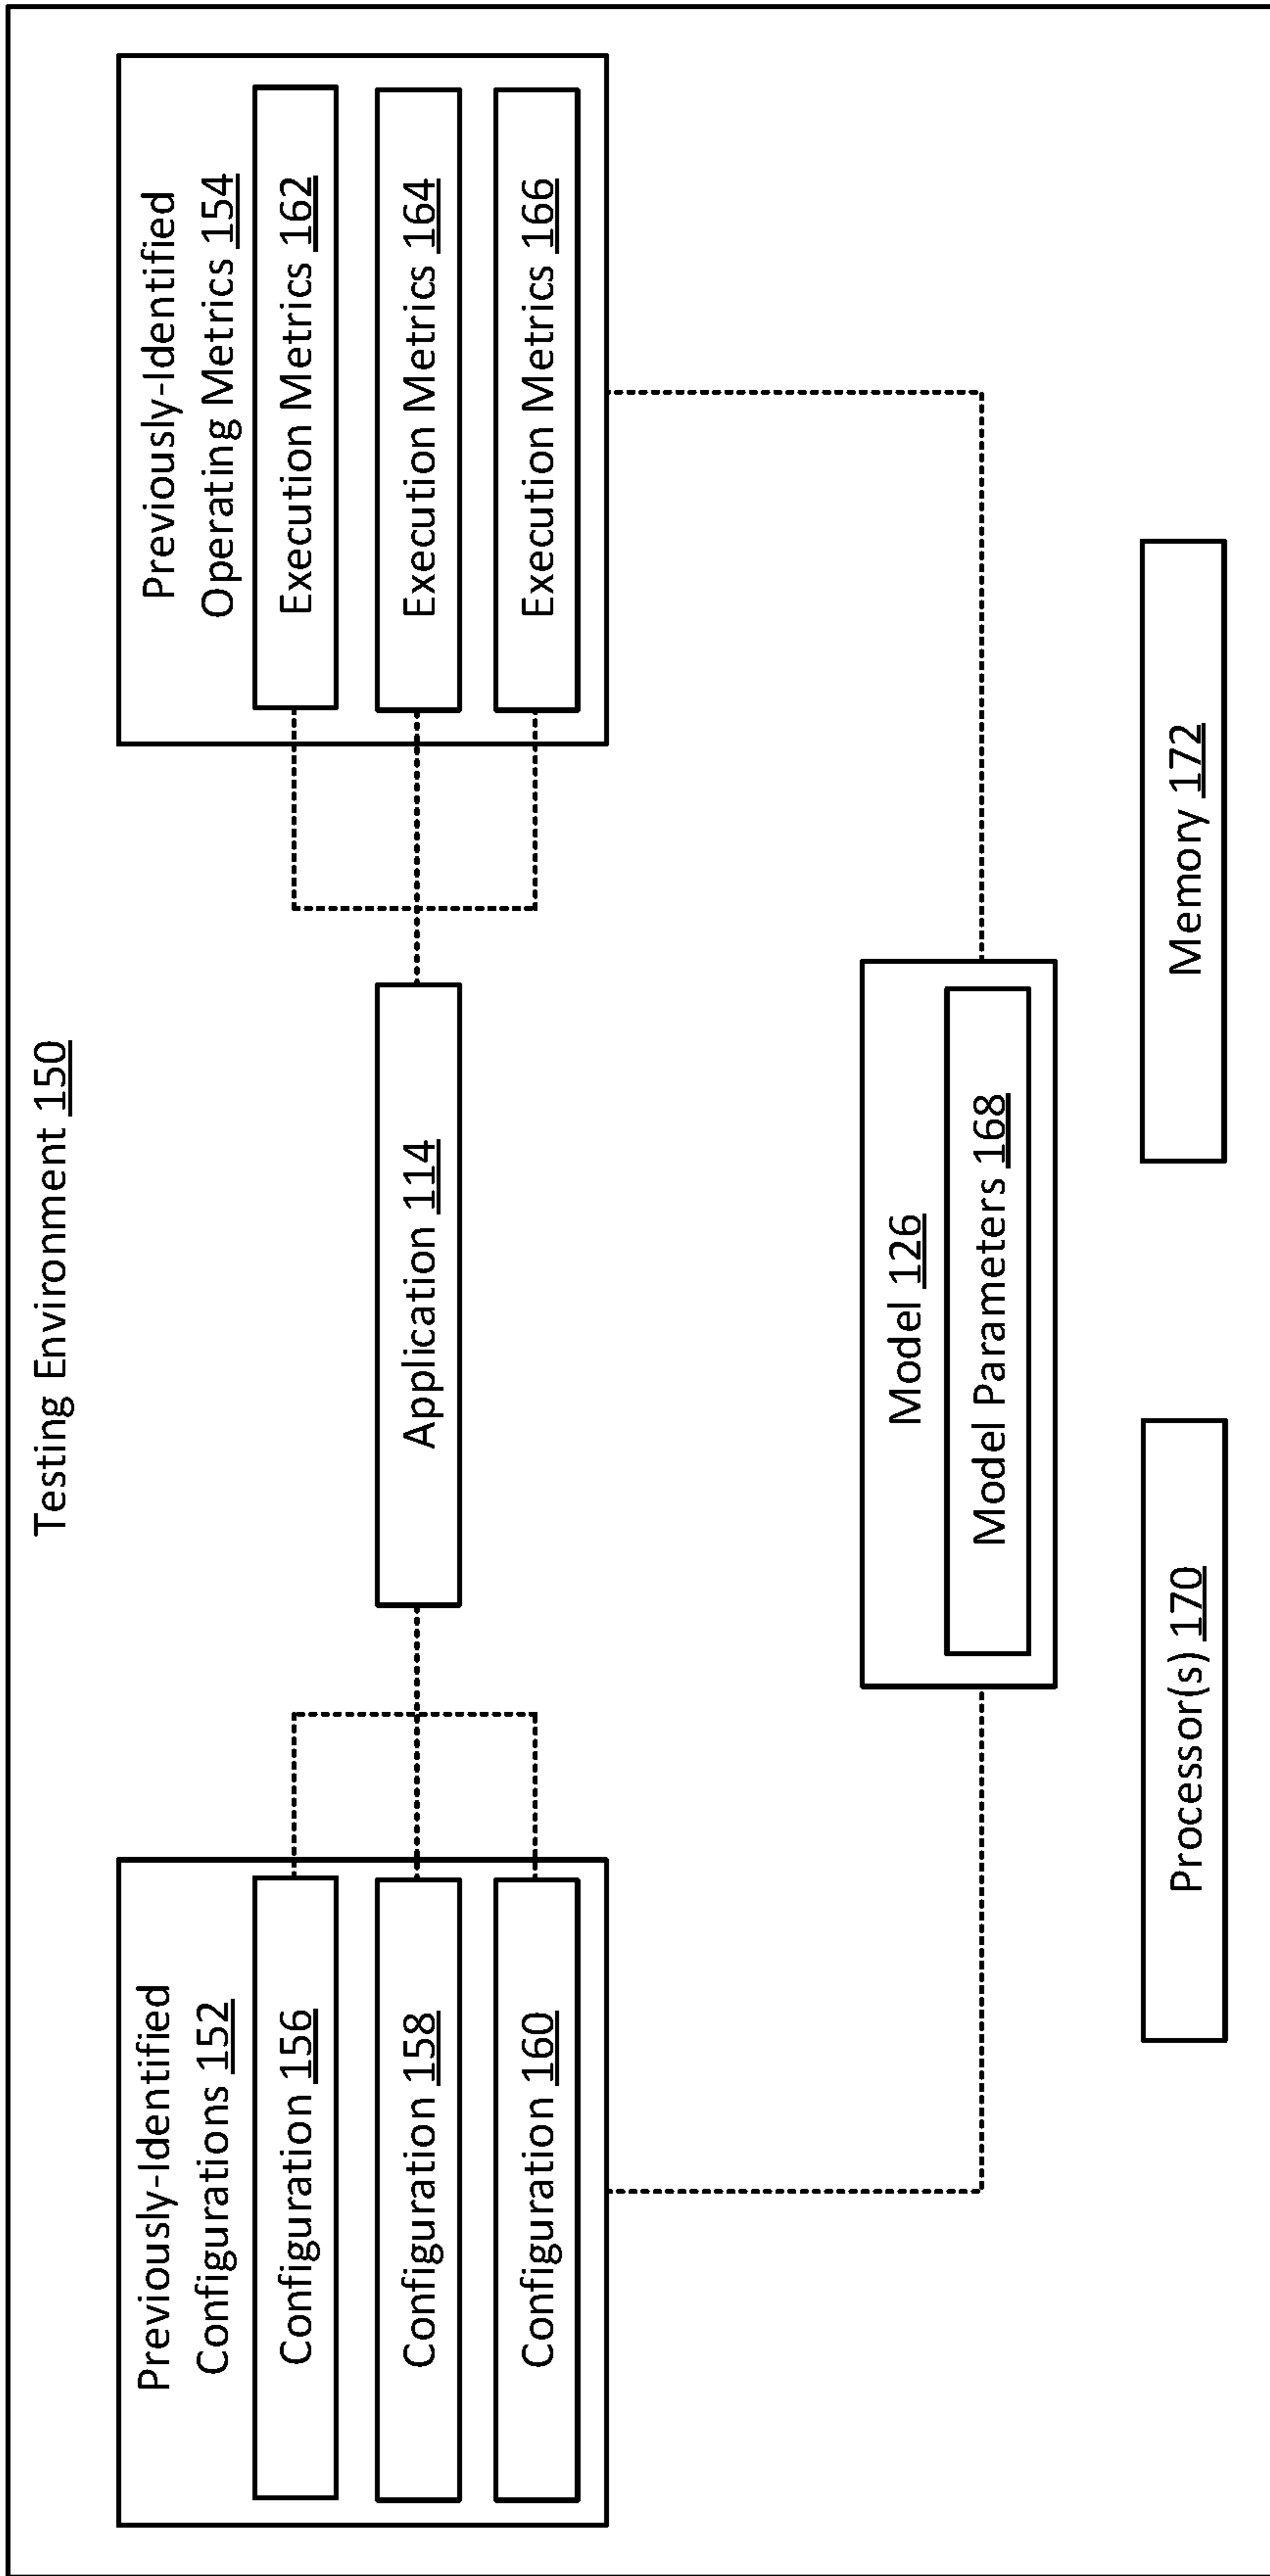 Testing Environment 150
Previously-Identified
Configurations 152
Configuration 156
Configuration 158
Configuration 160
Application 114
Previously-Identified
Operating Metrics 154
Execution Metrics 162
Execution Metrics 164
Execution Metrics 166
Model 126
Model Parameters 168
Processor(s) 170
Memory 172